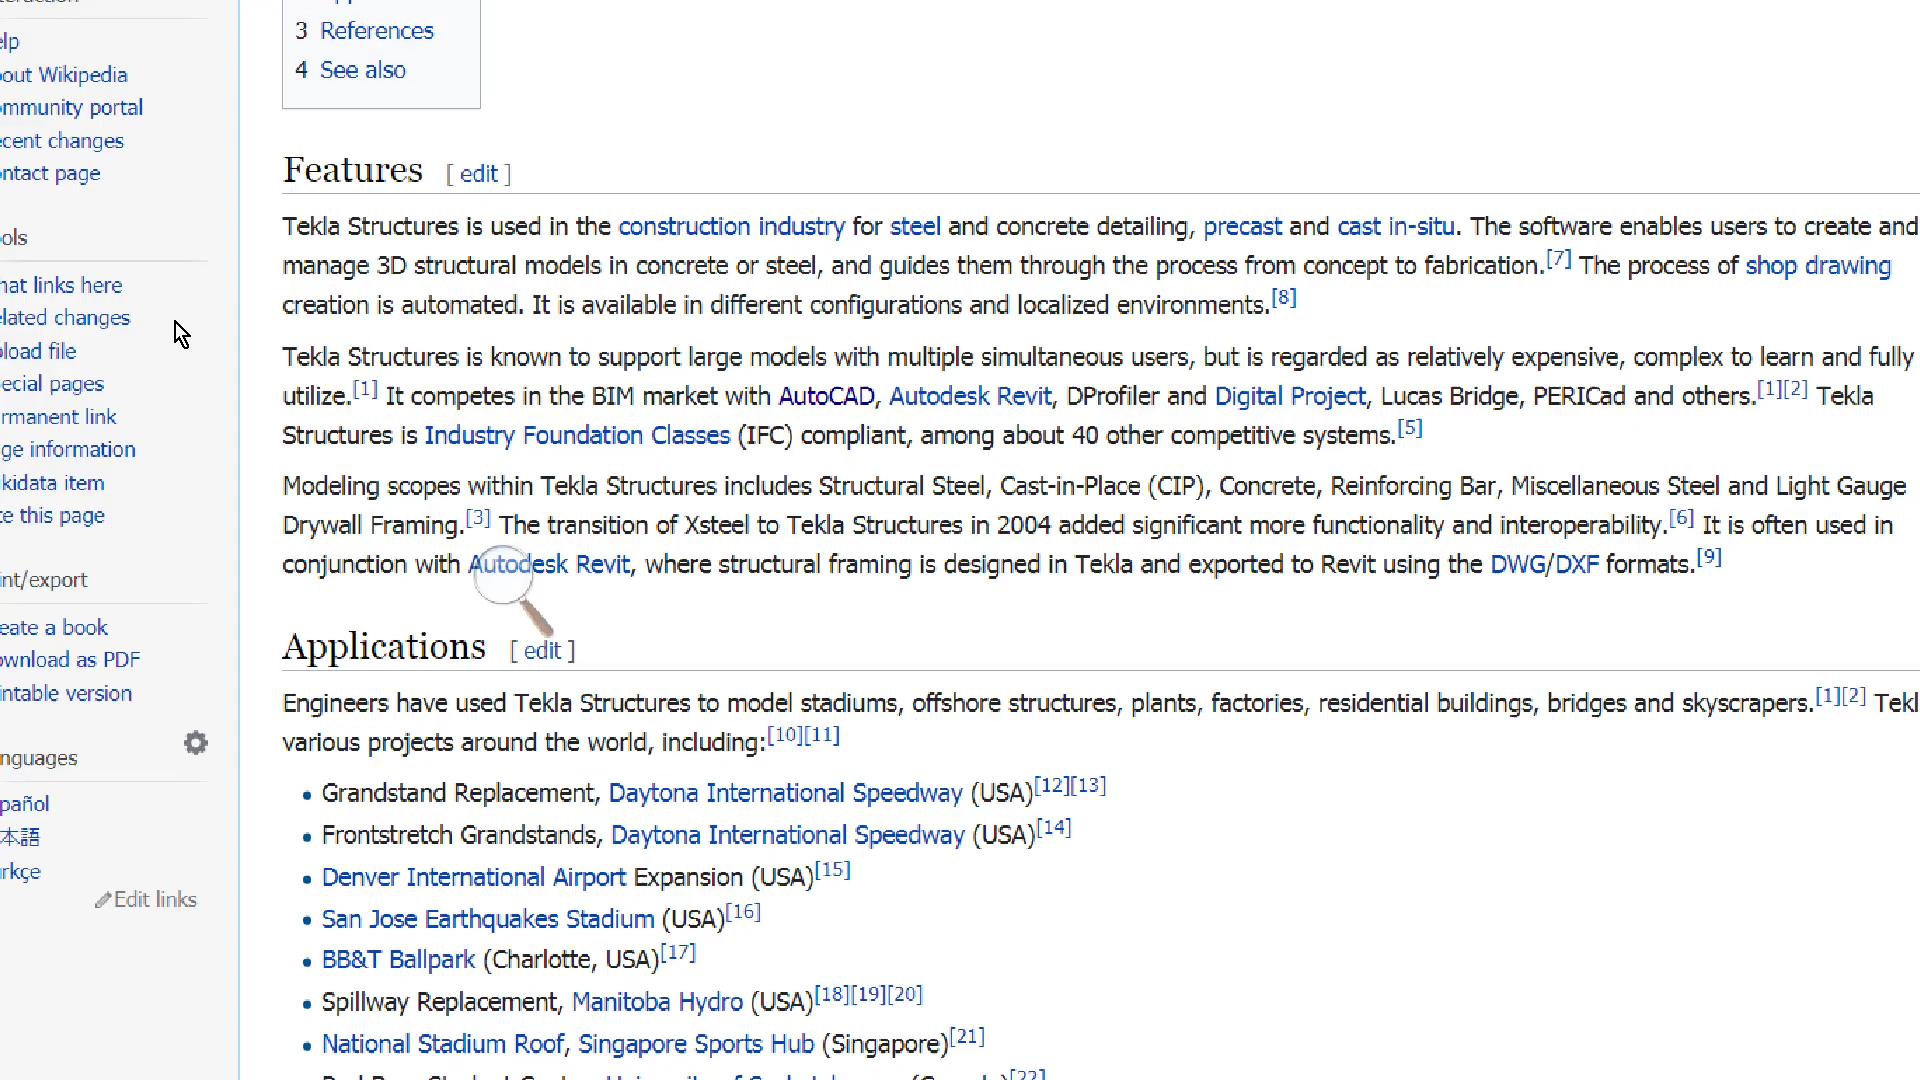 3 References
4 See also
elp
out Wikipedia
ommunity portal
ecent changes
ontact page
ols
hat links here
elated changes
load file
ecial pages
rmanent link
ge information
kidata item
te this page
int/export
eate a book
ownload as PDF
intable version
nguages
pañol
本語
rkçe
Edit links
Features [ edit ]
Tekla Structures is used in the construction industry for steel and concrete detailing, precast and cast in-situ. The software enables users to create and
manage 3D structural models in concrete or steel, and guides them through the process from concept to fabrication.[7] The process of shop drawing
creation is automated. It is available in different configurations and localized environments.[8]
Tekla Structures is known to support large models with multiple simultaneous users, but is regarded as relatively expensive, complex to learn and fully
utilize.[1] It competes in the BIM market with AutoCAD, Autodesk Revit, DProfiler and Digital Project, Lucas Bridge, PERICad and others.[1][2] Tekla
Structures is Industry Foundation Classes (IFC) compliant, among about 40 other competitive systems.[5]
Modeling scopes within Tekla Structures includes Structural Steel, Cast-in-Place (CIP), Concrete, Reinforcing Bar, Miscellaneous Steel and Light Gauge
Drywall Framing.[3] The transition of Xsteel to Tekla Structures in 2004 added significant more functionality and interoperability.[6] It is often used in
conjunction with Autodesk Revit, where structural framing is designed in Tekla and exported to Revit using the DWG/DXF formats.[9]
Applications [ edit ]
Engineers have used Tekla Structures to model stadiums, offshore structures, plants, factories, residential buildings, bridges and skyscrapers.[1][2] Tekl
various projects around the world, including:[10][11]
• Grandstand Replacement, Daytona International Speedway (USA)[12][13]
• Frontstretch Grandstands, Daytona International Speedway (USA)[14]
• Denver International Airport Expansion (USA)[15]
• San Jose Earthquakes Stadium (USA)[16]
• BB&T Ballpark (Charlotte, USA)[17]
• Spillway Replacement, Manitoba Hydro (USA)[18][19][20]
• National Stadium Roof, Singapore Sports Hub (Singapore)[21]